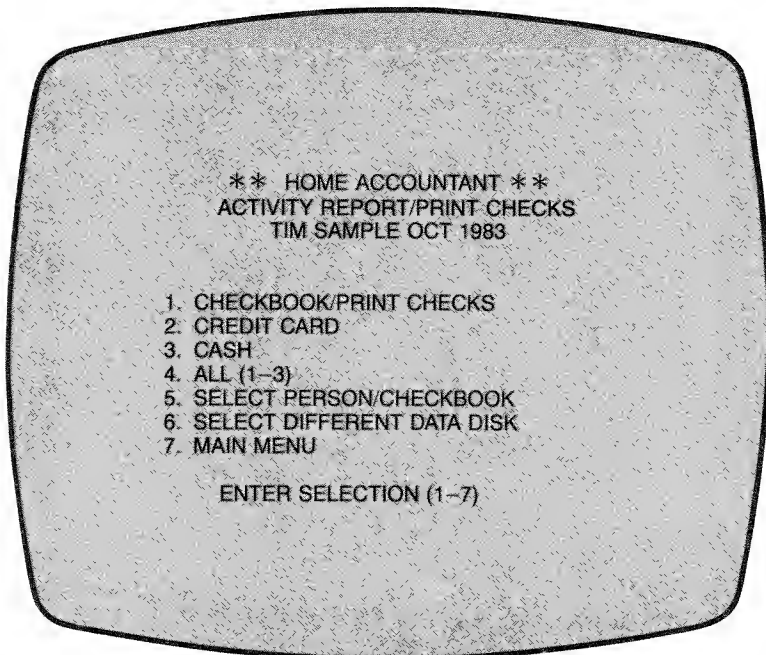 ** HOME ACCOUNTANT **
ACTIVITY REPORT/PRINT CHECKS
TIM SAMPLE OCT 1983
1. CHECKBOOK/PRINT CHECKS
2. CREDIT CARD
3. CASH
4. ALL (1–3)
5. SELECT PERSON/CHECKBOOK
6. SELECT DIFFERENT DATA DISK
7. MAIN MENU
ENTER SELECTION (1–7)